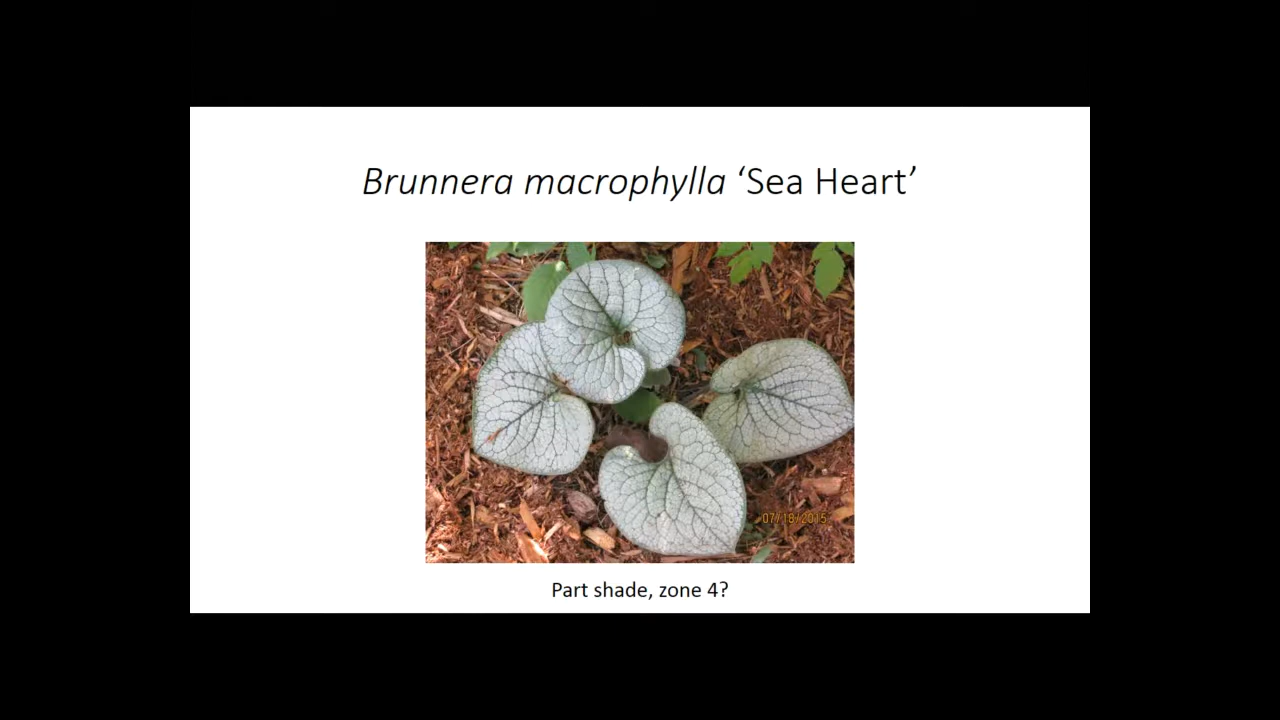 Brunnera macrophylla ‘Sea Heart’
07/18/2015
Part shade, zone 4?